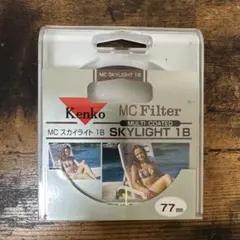 MC SKYLIGHT 1B
Kenko
MC Filter
MULTI COATED
MC スカイライト 1B
SKYLIGHT 1B
77mm